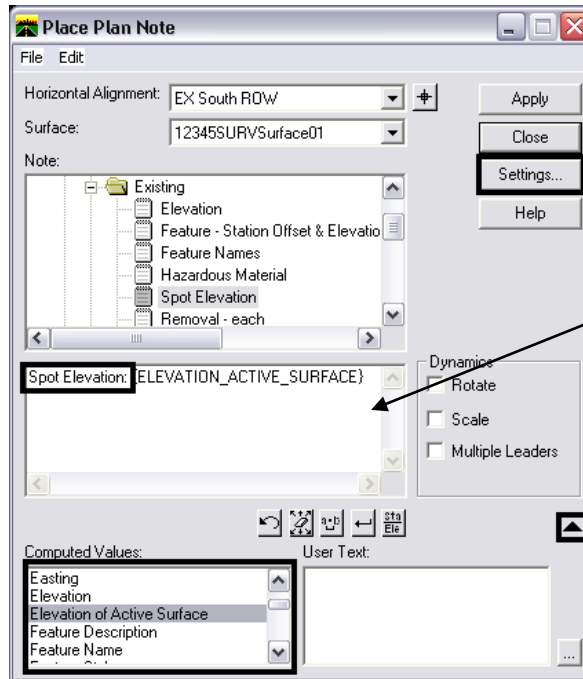 Place Plan Note
File Edit
Horizontal Alignment: EX South ROW
Apply
Surface: 12345SURVSurface01
Close
Note:
Settings...
Existing
Elevation
Help
Feature - Station Offset & Elevatio
Feature Names
Hazardous Material
Spot Elevation
Removal - each
Spot Elevation: {ELEVATION_ACTIVE_SURFACE}
Dynamics
Rotate
Scale
Multiple Leaders
a+b
Sta
Ele
Computed Values:
User Text:
Easting
Elevation
Elevation of Active Surface
Feature Description
Feature Name
...